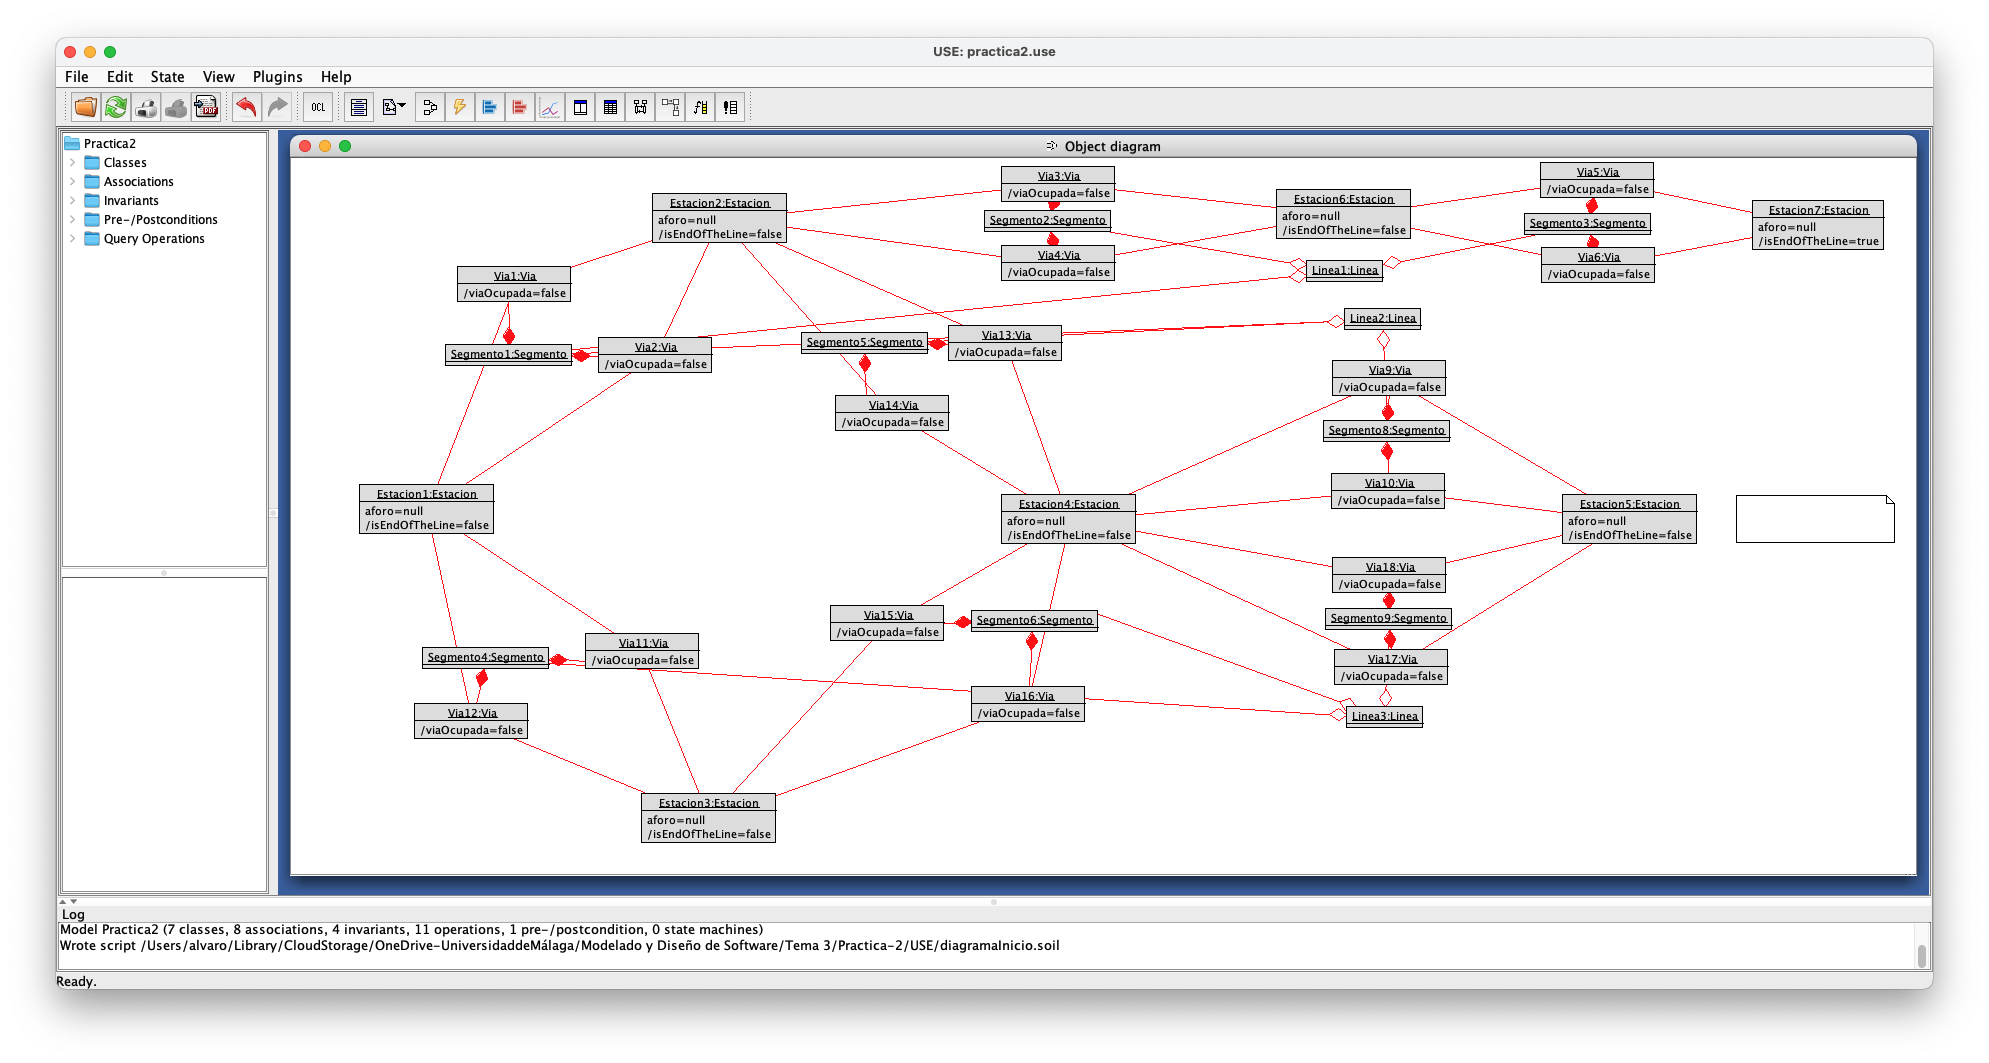 USE: practica2.use
File Edit State View Plugins Help
PDF
OCL
Practica2
Classes
Associations
Invariants
Pre-/Postconditions
Query Operations
Object diagram
Via3:Via
/viaOcupada=false
Segmento2:Segmento
Via4:Via
/viaOcupada=false
Via5:Via
/viaOcupada=false
Segmento3:Segmento
Via6:Via
/viaOcupada=false
Estacion2:Estacion
aforo=null
/isEndOfTheLine=false
Estacion6:Estacion
aforo=null
/isEndOfTheLine=false
Estacion7:Estacion
aforo=null
/isEndOfTheLine=true
Linea1:Linea
Via1:Via
/viaOcupada=false
Segmento1:Segmento
Via2:Via
/viaOcupada=false
Segmento5:Segmento
Via13:Via
/viaOcupada=false
Linea2:Linea
Via14:Via
/viaOcupada=false
Via9:Via
/viaOcupada=false
Segmento8:Segmento
Via10:Via
/viaOcupada=false
Estacion1:Estacion
aforo=null
/isEndOfTheLine=false
Estacion4:Estacion
aforo=null
/isEndOfTheLine=false
Estacion5:Estacion
aforo=null
/isEndOfTheLine=false
Via18:Via
/viaOcupada=false
Segmento9:Segmento
Via17:Via
/viaOcupada=false
Linea3:Linea
Via15:Via
/viaOcupada=false
Segmento6:Segmento
Via16:Via
/viaOcupada=false
Segmento4:Segmento
Via11:Via
/viaOcupada=false
Via12:Via
/viaOcupada=false
Estacion3:Estacion
aforo=null
/isEndOfTheLine=false
Log
Model Practica2 (7 classes, 8 associations, 4 invariants, 11 operations, 1 pre-/postcondition, 0 state machines)
Wrote script /Users/alvaro/Library/CloudStorage/OneDrive-UniversidaddeMálaga/Modelado y Diseño de Software/Tema 3/Practica-2/USE/diagramaInicio.soil
Ready.